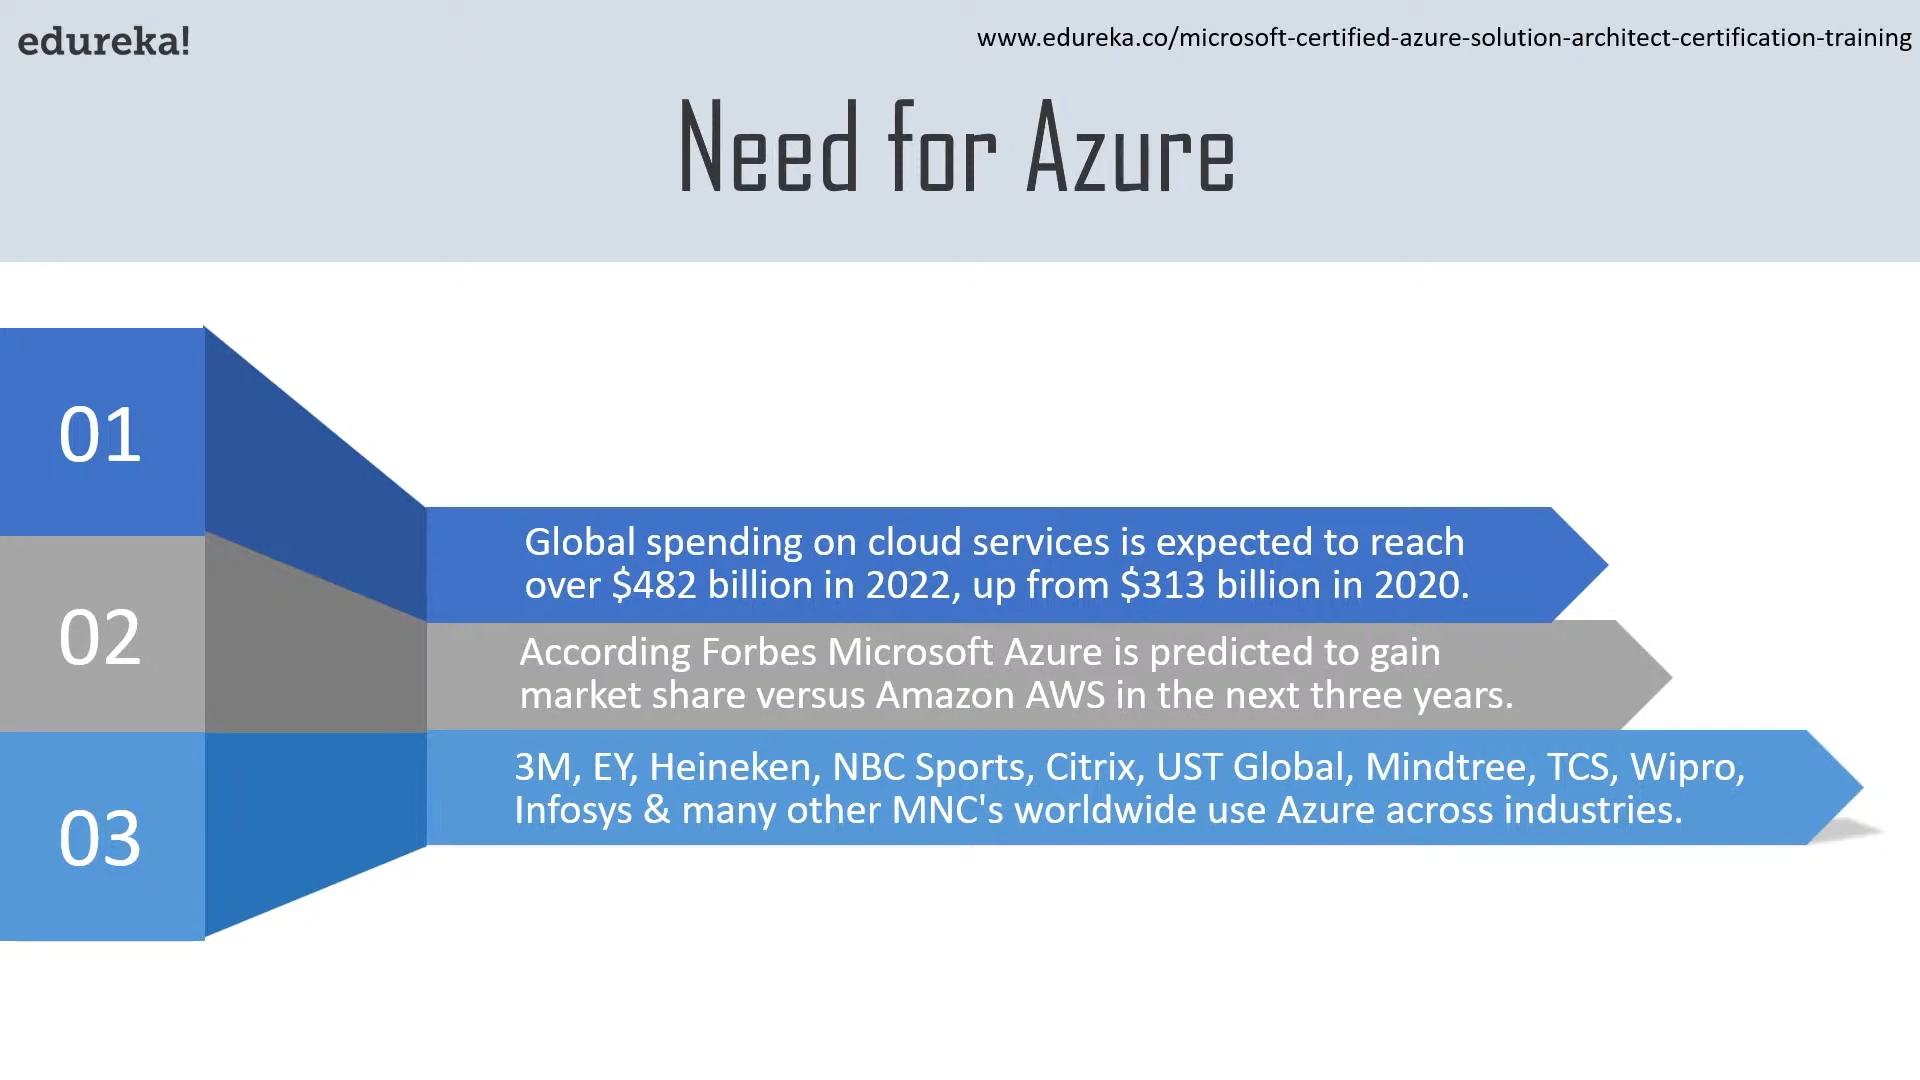 edureka!
www.edureka.co/microsoft-certified-azure-solution-architect-certification-training
Need for Azure
01
Global spending on cloud services is expected to reach
over $482 billion in 2022, up from $313 billion in 2020.
02
According Forbes Microsoft Azure is predicted to gain
market share versus Amazon AWS in the next three years.
03
3M, EY, Heineken, NBC Sports, Citrix, UST Global, Mindtree, TCS, Wipro,
Infosys & many other MNC's worldwide use Azure across industries.